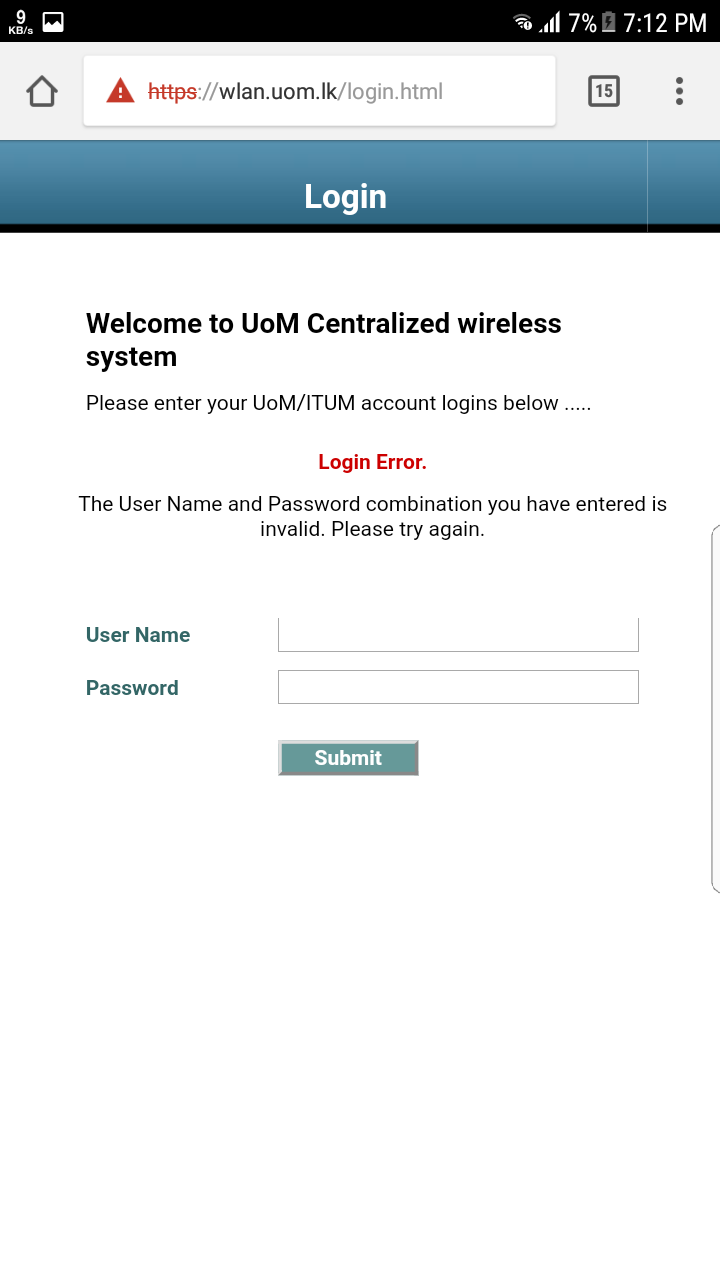 9
KB/s
7%
7:12 PM
https://wlan.uom.lk/login.html
15
Login
Welcome to UoM Centralized wireless
system
Please enter your UoM/ITUM account logins below .....
Login Error.
The User Name and Password combination you have entered is
invalid. Please try again.
User Name
Password
Submit